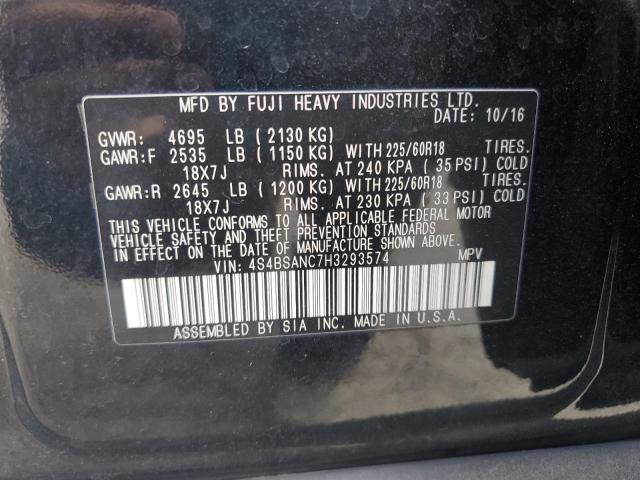 MFD BY FUJI HEAVY INDUSTRIES LTD.
DATE: 10/16
GVWR: 4695 LB (2130 KG)
GAWR:F 2535 LB (1150 KG) WITH 225/60R18 TIRES.
18X7J RIMS. AT 240 KPA (35 PSI) COLD
GAWR:R 2645 LB (1200 KG) WITH 225/60R18 TIRES.
18X7J RIMS. AT 230 KPA (33 PSI) COLD
THIS VEHICLE CONFORMS TO ALL APPLICABLE FEDERAL MOTOR
VEHICLE SAFETY AND THEFT PREVENTION STANDARDS
IN EFFECT ON THE DATE OF MANUFACTURE SHOWN ABOVE.
VIN: 4S4BSANC7H3293574 MPV
ASSEMBLED BY SIA INC. MADE IN U.S.A.